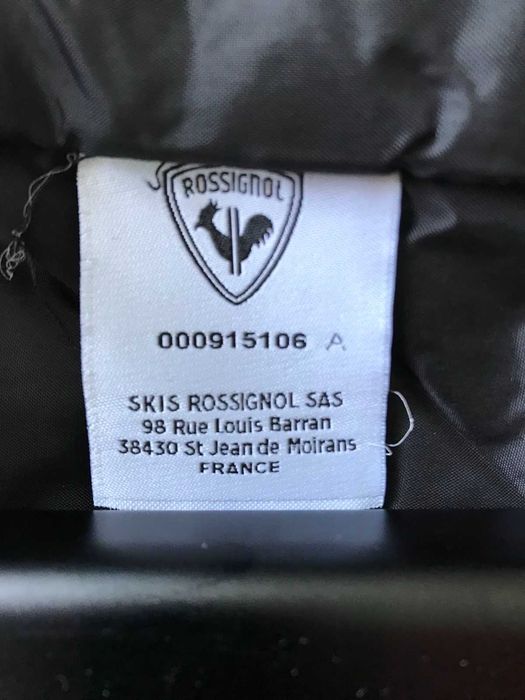 ROSSIGNOL
000915106 A
SKIS ROSSIGNOL SAS
98 Rue Louis Barran
38430 St Jean de Moirans
FRANCE